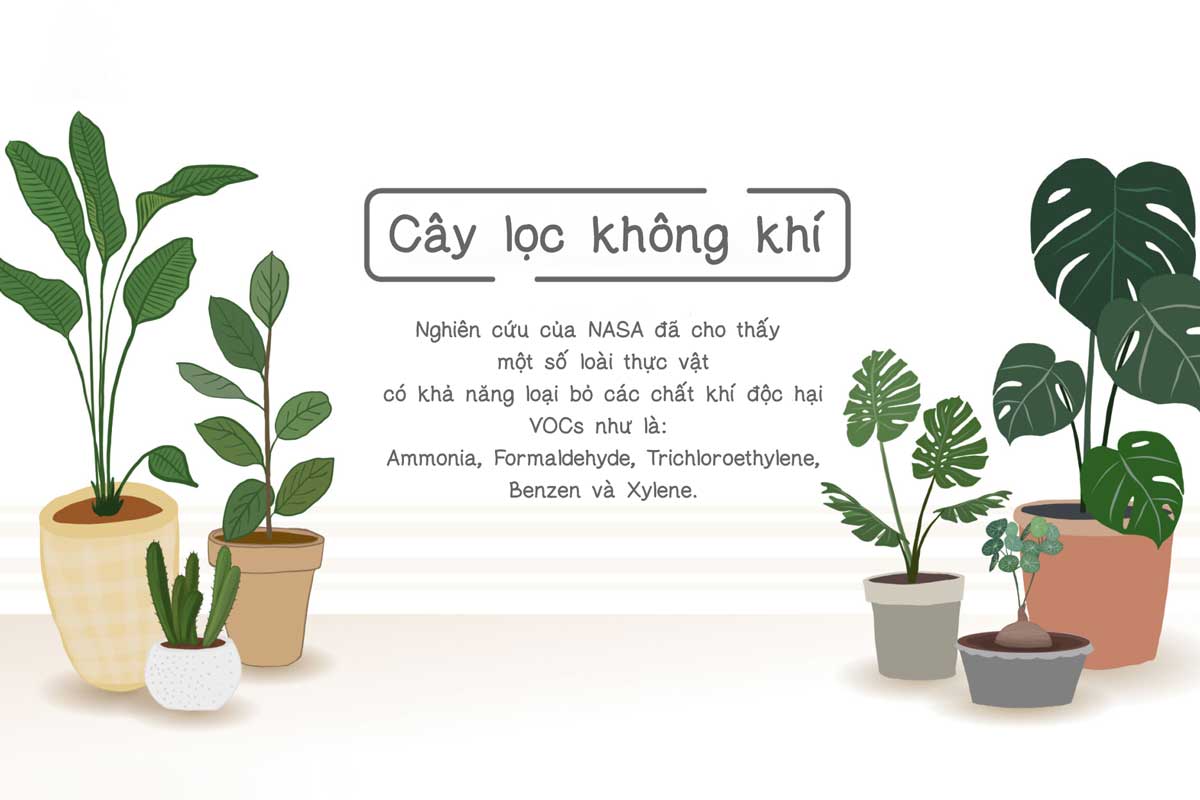 Cây lọc không khí
Nghiên cứu của NASA đã cho thấy
một số loài thực vật
có khả năng loại bỏ các chất khí độc hại
VOCs như là:
Ammonia, Formaldehyde, Trichloroethylene,
Benzen và Xylene.